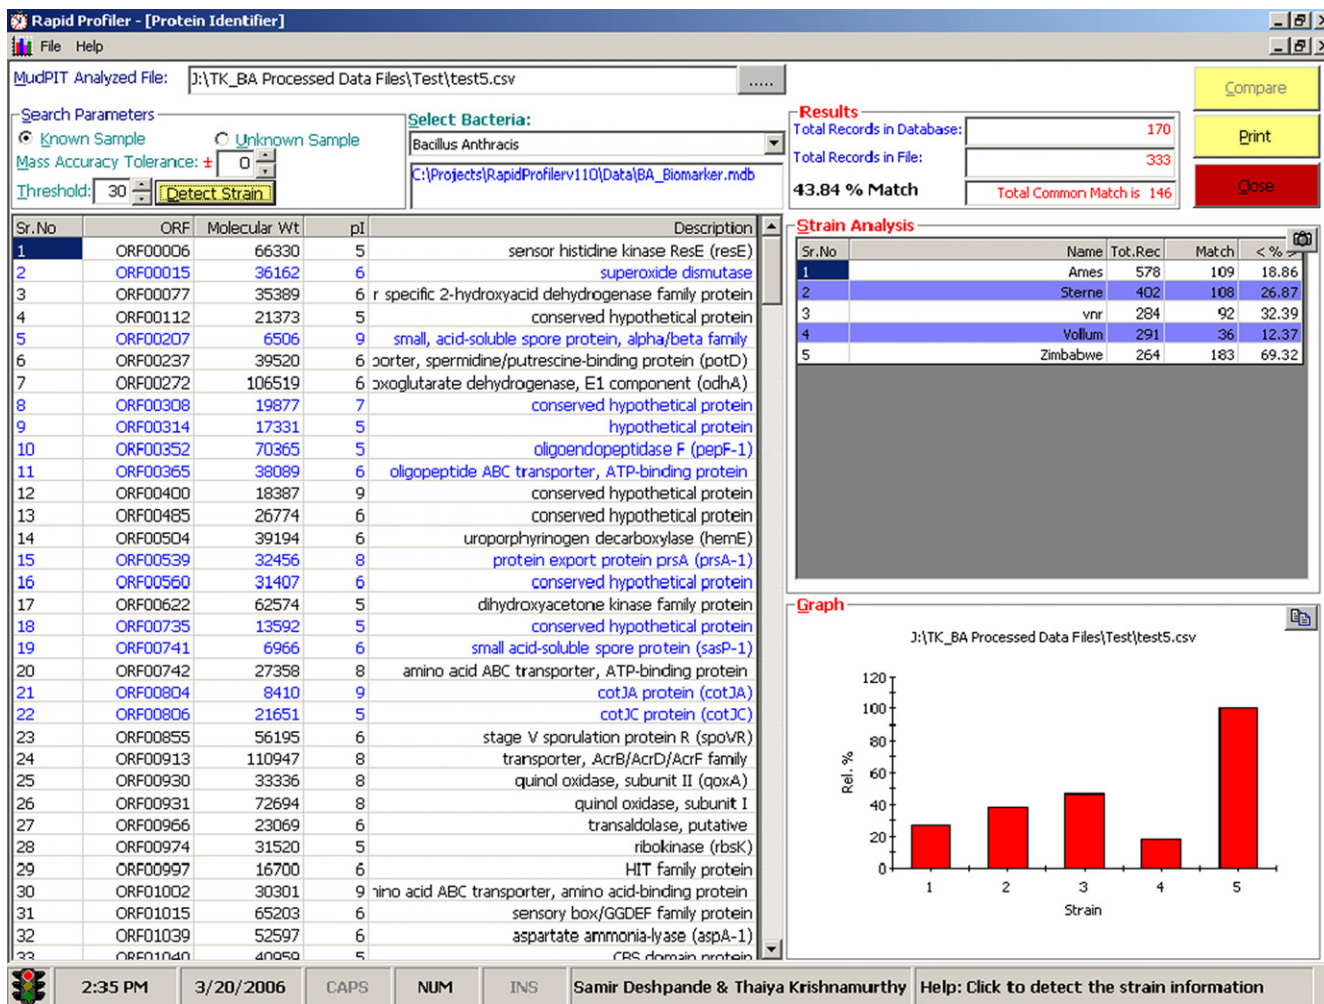 Rapid Profiler - [Protein Identifier]
File Help
MudPIT Analyzed File: J:\TK_BA Processed Data Files\Test\test5.csv .....
Search Parameters
Known Sample Unknown Sample
Mass Accuracy Tolerance: ± 0
Threshold: 30 Detect Strain
Select Bacteria:
Bacillus Anthracis
C:\Projects\RapidProfilerv110\Data\BA_Biomarker.mdb
Results
Total Records in Database: 170
Total Records in File: 333
43.84 % Match Total Common Match is 146
Compare
Print
Close
Sr.No ORF Molecular Wt pI Description
1 ORF00006 66330 5 sensor histidine kinase ResE (resE)
2 ORF00015 36162 6 superoxide dismutase
3 ORF00077 35389 6 r specific 2-hydroxyacid dehydrogenase family protein
4 ORF00112 21373 5 conserved hypothetical protein
5 ORF00207 6506 9 small, acid-soluble spore protein, alpha/beta family
6 ORF00237 39520 6 porter, spermidine/putrescine-binding protein (potD)
7 ORF00272 106519 6 oxoglutarate dehydrogenase, E1 component (odhA)
8 ORF00308 19877 7 conserved hypothetical protein
9 ORF00314 17331 5 hypothetical protein
10 ORF00352 70365 5 oligoendopeptidase F (pepF-1)
11 ORF00365 38089 6 oligopeptide ABC transporter, ATP-binding protein
12 ORF00400 18387 9 conserved hypothetical protein
13 ORF00485 26774 6 conserved hypothetical protein
14 ORF00504 39194 6 uroporphyrinogen decarboxylase (hemE)
15 ORF00539 32456 8 protein export protein prsA (prsA-1)
16 ORF00560 31407 6 conserved hypothetical protein
17 ORF00622 62574 5 dihydroxyacetone kinase family protein
18 ORF00735 13592 5 conserved hypothetical protein
19 ORF00741 6966 6 small acid-soluble spore protein (sasP-1)
20 ORF00742 27358 8 amino acid ABC transporter, ATP-binding protein
21 ORF00804 8410 9 cotJA protein (cotJA)
22 ORF00806 21651 5 cotJC protein (cotJC)
23 ORF00855 56195 6 stage V sporulation protein R (spoVR)
24 ORF00913 110947 8 transporter, AcrB/AcrD/AcrF family
25 ORF00930 33336 8 quinol oxidase, subunit II (qoxA)
26 ORF00931 72694 8 quinol oxidase, subunit I
27 ORF00966 23069 6 transaldolase, putative
28 ORF00974 31520 5 ribokinase (rbsK)
29 ORF00997 16700 6 HIT family protein
30 ORF01002 30301 9 nino acid ABC transporter, amino acid-binding protein
31 ORF01015 65203 6 sensory box/GGDEF family protein
32 ORF01039 52597 6 aspartate ammonia-lyase (aspA-1)
33 ORF01040 40959 5 CBS domain protein
Strain Analysis
Sr.No Name Tot.Rec Match < % >
1 Ames 578 109 18.86
2 Sterne 402 108 26.87
3 vnr 284 92 32.39
4 Vollum 291 36 12.37
5 Zimbabwe 264 183 69.32
Graph
J:\TK_BA Processed Data Files\Test\test5.csv
120
100
80
60
40
20
0
Rel. %
1 2 3 4 5
Strain
2:35 PM 3/20/2006 CAPS NUM INS Samir Deshpande & Thaiya Krishnamurthy Help: Click to detect the strain information